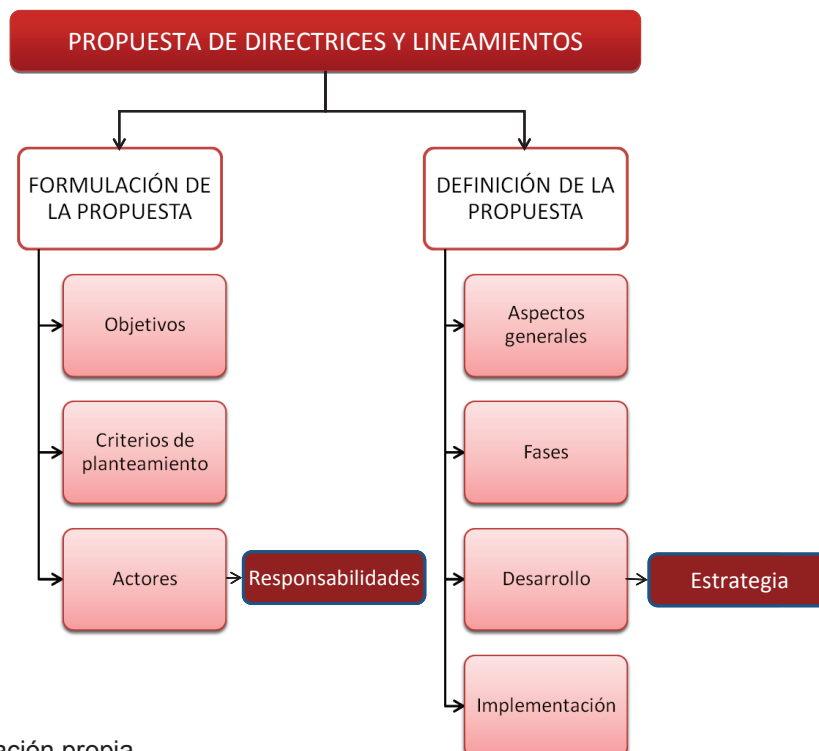 PROPUESTA DE DIRECTRICES Y LINEAMIENTOS
FORMULACIÓN DE
LA PROPUESTA
Objetivos
Criterios de
planteamiento
Actores
Responsabilidades
DEFINICIÓN DE LA
PROPUESTA
Aspectos
generales
Fases
Desarrollo
Estrategia
Implementación
propia